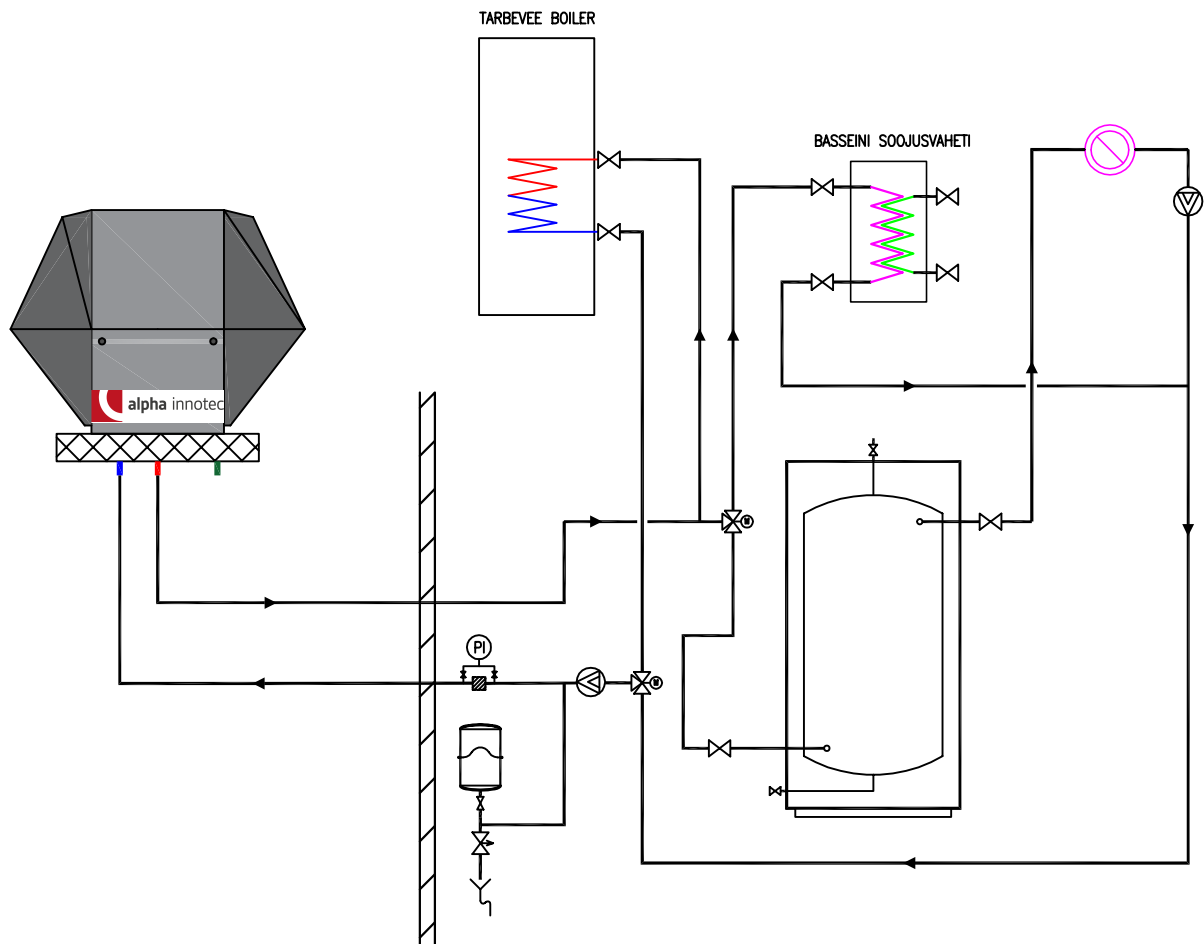 TARBEVEE BOILER
BASSEINI SOOJUSVAHETI
alpha innotec
M
PI
M